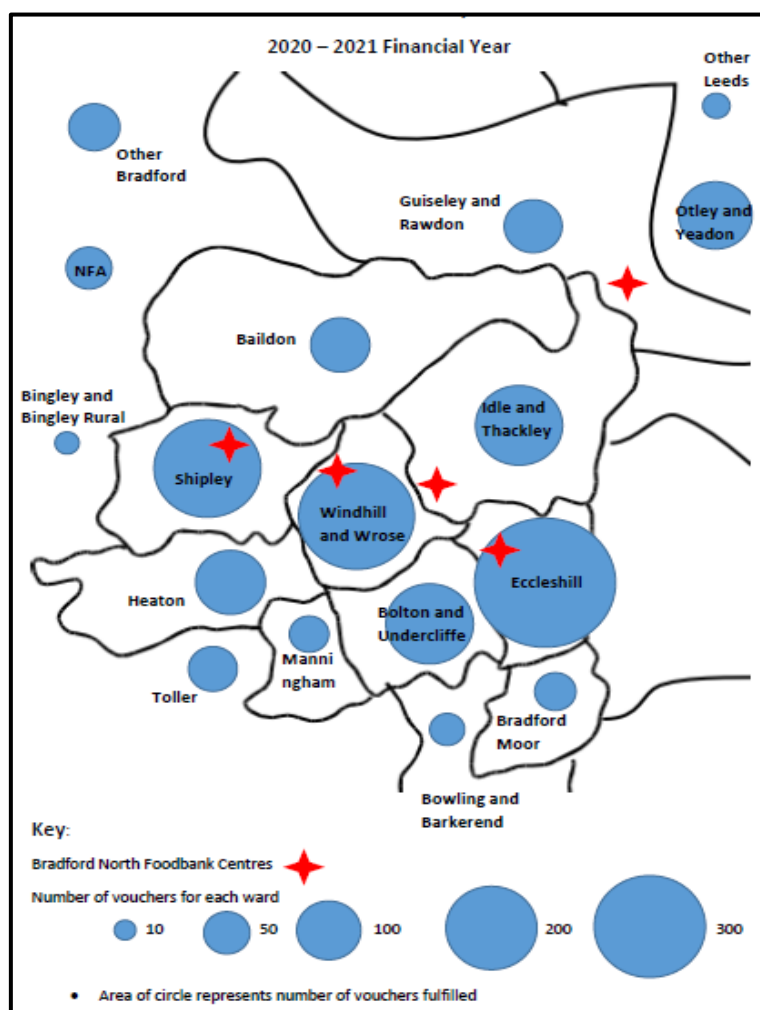 2020 – 2021 Financial Year
Other
Leeds
Other
Bradford
Guiseley and
Rawdon
Otley and
Yeadon
NFA
Baildon
Bingley and
Bingley Rural
Idle and
Thackley
Shipley
Windhill
and Wrose
Eccleshill
Heaton
Bolton and
Undercliffe
Manni
ngham
Toller
Bradford
Moor
Bowling and
Barkerend
Key:
Bradford North Foodbank Centres
Number of vouchers for each ward
10 50 100 200 300
• Area of circle represents number of vouchers fulfilled